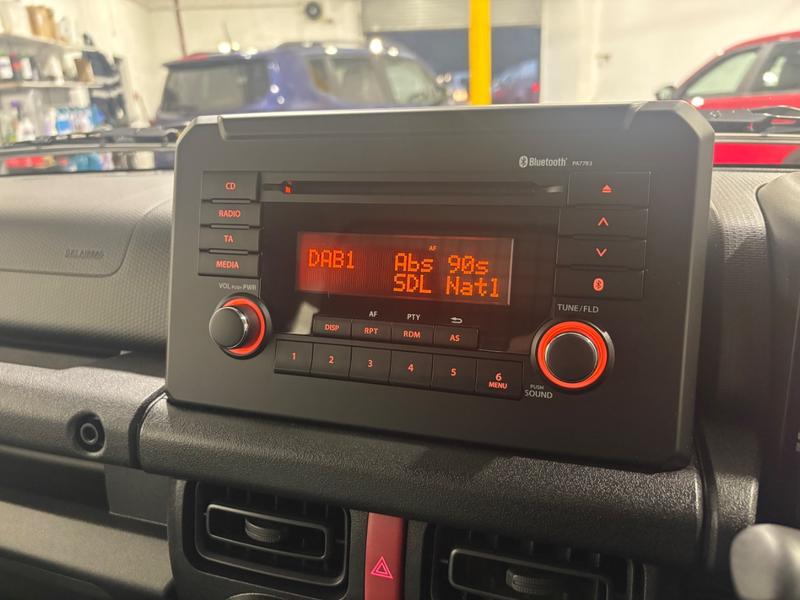 Bluetooth PA77R3
CD
RADIO
TA
MEDIA
AF
DAB1 Abs 90s
SDL Natl
VOL PUSH PWR
TUNE/FLD
AF PTY
DISP RPT RDM AS
1 2 3 4 5 6
MENU
PUSH
SOUND